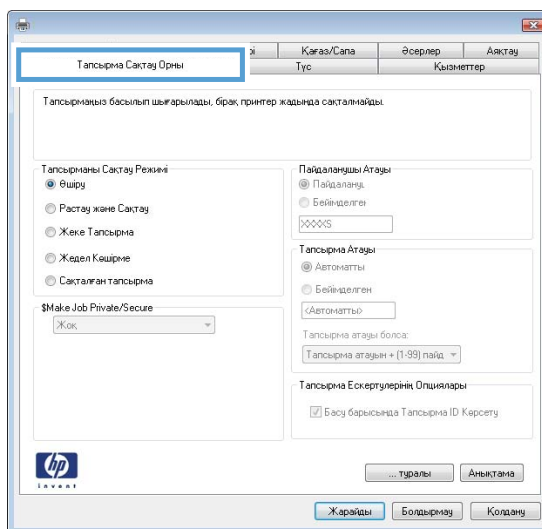 рі
Қағаз/Сапа
Әсерлер
Аяқтау
Тапсырма Сақтау Орны
Түс
Қызметтер
Тапсырмаңыз басылып шығарылады, бірақ принтер жадында сақталмайды.
Тапсырманы Сақтау Режимі
Өшіру
Растау және Сақтау
Жеке Тапсырма
Жедел Көшірме
Сақталған тапсырма
$Make Job Private/Secure
Жоқ
Пайдаланушы Атауы
Пайдалану.
Бейімделген
XXXXS
Тапсырма Атауы
Автоматты
Бейімделген
<Автоматты>
Тапсырма атауы болса:
Тапсырма атауын + (1-99) пайд
Тапсырма Ескертулерінің Опциялары
Басу барысында Тапсырма ID Көрсету
hp
invent
... туралы
Анықтама
Жарайды
Болдырмау
Қолдану